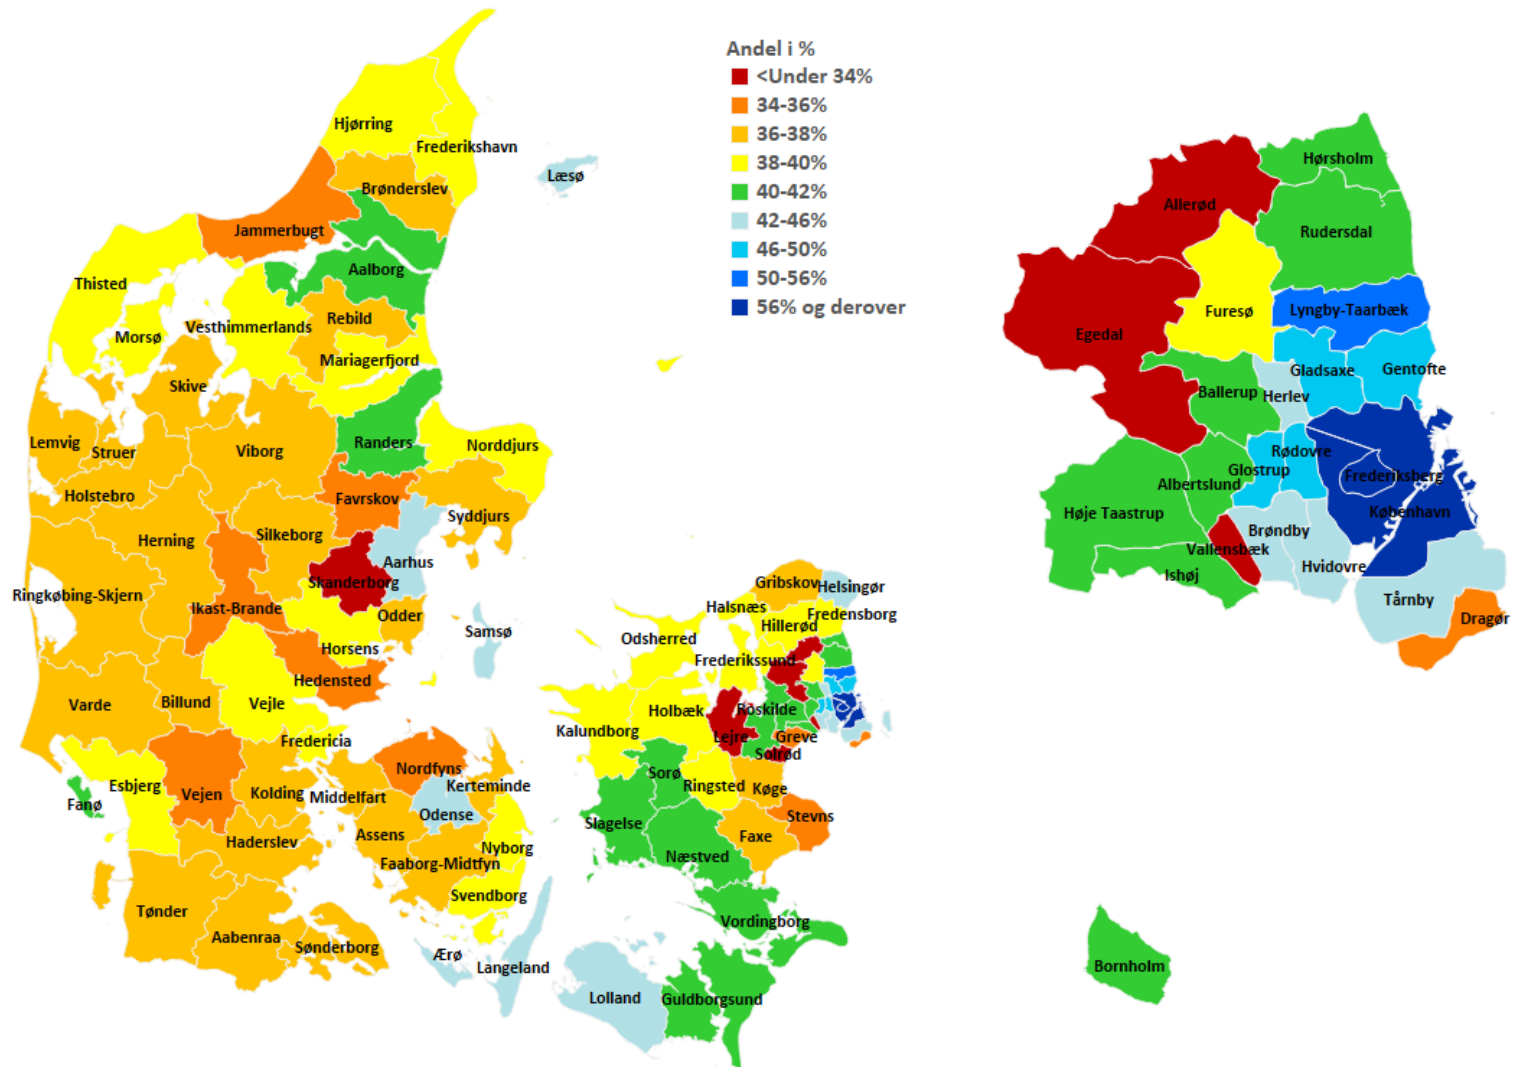 Andel i %
<Under 34%
34-36%
36-38%
38-40%
40-42%
42-46%
46-50%
50-56%
56% og derover
Hjørring
Frederikshavn
Læsø
Brønderslev
Jammerbugt
Aalborg
Thisted
Vesthimmerlands
Rebild
Morsø
Mariagerfjord
Skive
Lemvig
Struer
Viborg
Randers
Norddjurs
Holstebro
Favrskov
Syddjurs
Herning
Silkeborg
Aarhus
Skanderborg
Ringkøbing-Skjern
Ikast-Brande
Odder
Samsø
Horsens
Hedensted
Varde
Billund
Vejle
Fredericia
Esbjerg
Fanø
Vejen
Kolding
Middelfart
Nordfyns
Kerteminde
Odense
Haderslev
Assens
Nyborg
Faaborg-Midtfyn
Svendborg
Tønder
Aabenraa
Sønderborg
Ærø
Langeland
Gribskov
Helsingør
Halsnæs
Fredensborg
Hillerød
Odsherred
Frederikssund
Holbæk
Roskilde
Kalundborg
Lejre
Greve
Solrød
Sorø
Ringsted
Køge
Stevns
Slagelse
Faxe
Næstved
Vordingborg
Lolland
Guldborgsund
Hørsholm
Allerød
Rudersdal
Furesø
Lyngby-Taarbæk
Egedal
Gladsaxe
Gentofte
Ballerup
Herlev
Rødovre
Glostrup
Frederiksberg
Albertslund
Høje Taastrup
København
Brøndby
Vallensbæk
Hvidovre
Ishøj
Tårnby
Dragør
Bornholm